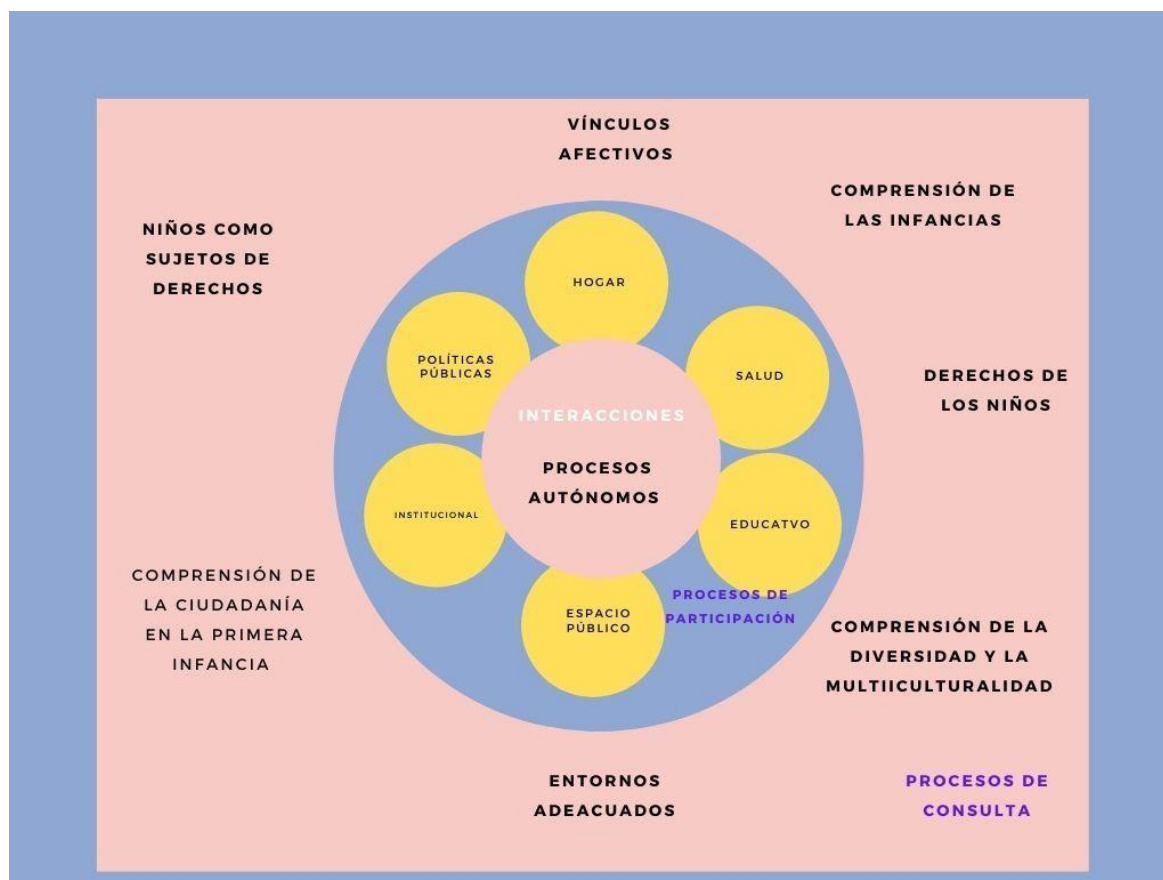 VÍNCULOS
AFECTIVOS
COMPRENSIÓN DE
LAS INFANCIAS
NIÑOS COMO
SUJETOS DE
DERECHOS
HOGAR
POLÍTICAS
PÚBLICAS
SALUD
DERECHOS DE
LOS NIÑOS
INTERACCIONES
PROCESOS
AUTÓNOMOS
INSTITUCIONAL
EDUCATVO
COMPRENSIÓN DE
LA CIUDADANÍA
EN LA PRIMERA
INFANCIA
ESPACIO
PÚBLICO
PROCESOS DE
PARTICIPACIÓN
COMPRENSIÓN DE LA
DIVERSIDAD Y LA
MULTIICULTURALIDAD
ENTORNOS
ADEACUADOS
PROCESOS DE
CONSULTA